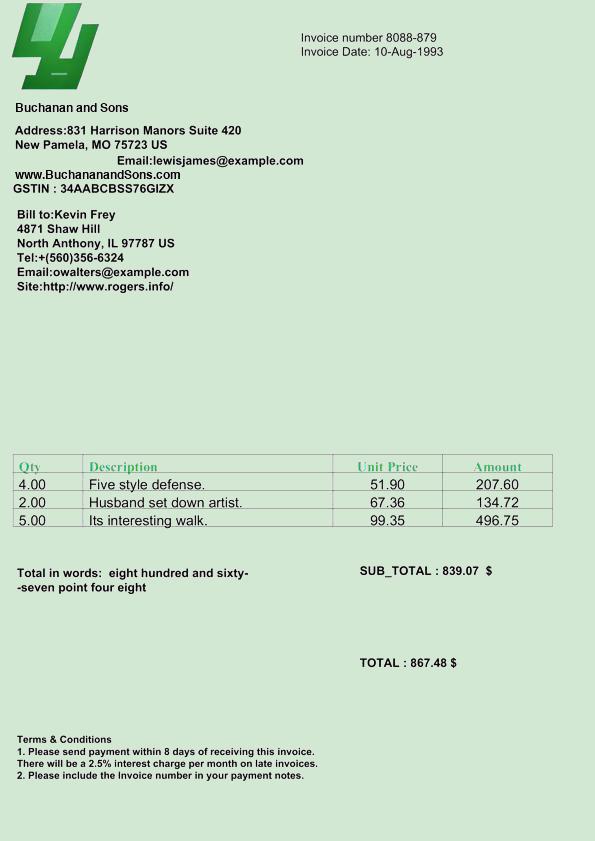 Invoice number 8088-879
Invoice Date: 10-Aug-1993
Buchanan and Sons
Address:831 Harrison Manors Suite 420
New Pamela, MO 75723 US
Email:lewisjames@example.com
www.BuchananandSons.com
GSTIN : 34AABCBSS76GIZX
Bill to:Kevin Frey
4871 Shaw Hill
North Anthony, IL 97787 US
Tel:+(560)356-6324
Email:owalters@example.com
Site:http://www.rogers.info/
Qty Description Unit Price Amount
4.00 Five style defense. 51.90 207.60
2.00 Husband set down artist. 67.36 134.72
5.00 Its interesting walk. 99.35 496.75
Total in words: eight hundred and sixty-
-seven point four eight
SUB_TOTAL : 839.07 $
TOTAL : 867.48 $
Terms & Conditions
1. Please send payment within 8 days of receiving this invoice.
There will be a 2.5% interest charge per month on late invoices.
2. Please include the Invoice number in your payment notes.